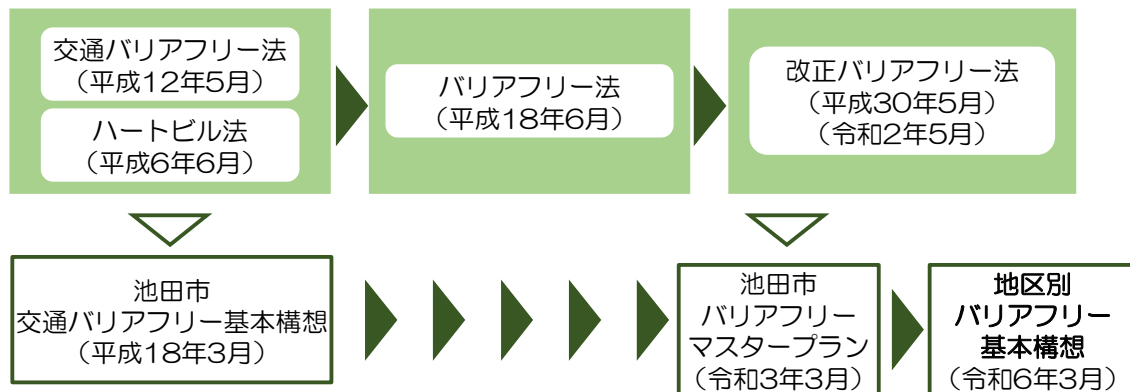 交通バリアフリー法
（平成12年5月）
ハートビル法
（平成6年6月）
バリアフリー法
（平成18年6月）
改正バリアフリー法
（平成30年5月）
（令和2年5月）
池田市
交通バリアフリー基本構想
（平成18年3月）
池田市
バリアフリー
マスタープラン
（令和3年3月）
地区別
バリアフリー
基本構想
（令和6年3月）